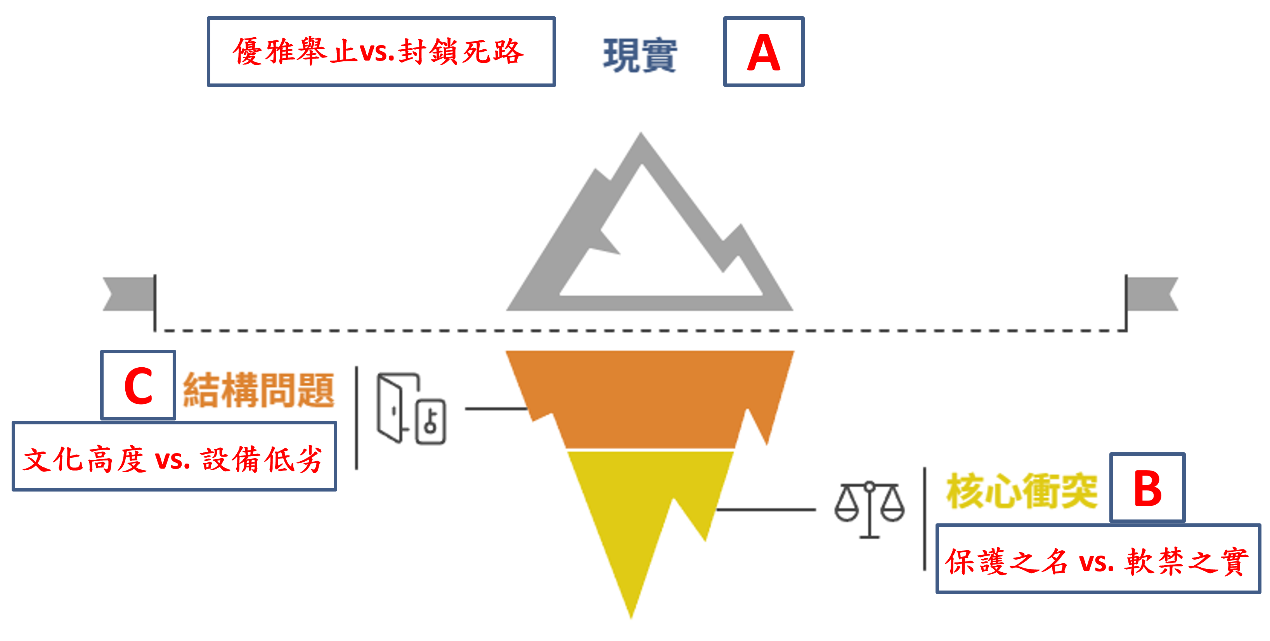 優雅舉止vs.封鎖死路
現實
A
C
結構問題
文化高度 vs. 設備低劣
核心衝突
B
保護之名 vs. 軟禁之實